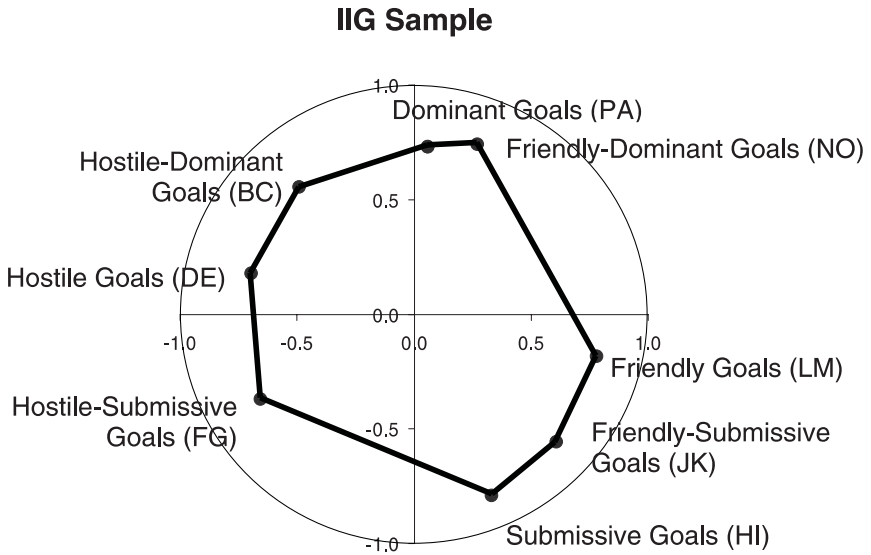 IIG Sample
1.0
Dominant Goals (PA)
Friendly-Dominant Goals (NO)
Hostile-Dominant
Goals (BC)
0.5
Hostile Goals (DE)
0.0
-1.0
-0.5
0.5
1.0
Friendly Goals (LM)
Hostile-Submissive
Goals (FG)
-0.5
Friendly-Submissive
Goals (JK)
Submissive Goals (HI)
-1.0